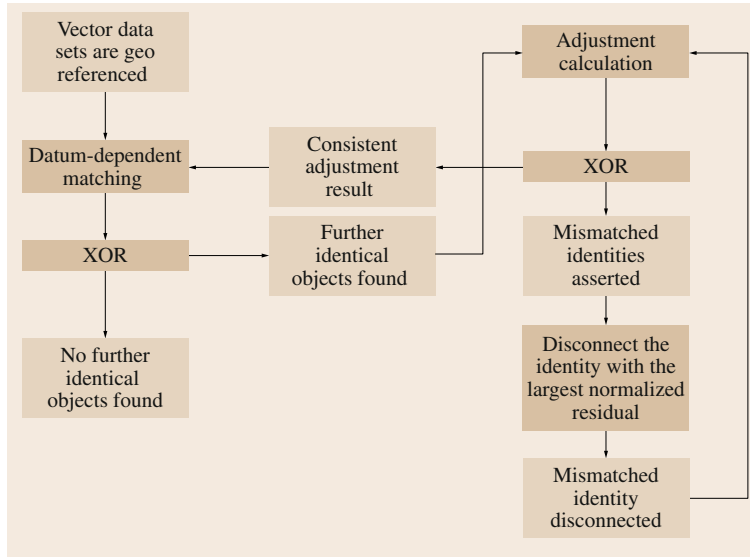 Vector data
sets are geo
referenced
Datum-dependent
matching
XOR
No further
identical
objects found
Consistent
adjustment
result
Further
identical
objects found
Adjustment
calculation
XOR
Mismatched
identities
asserted
Disconnect the
identity with the
largest normalized
residual
Mismatched
identity
disconnected